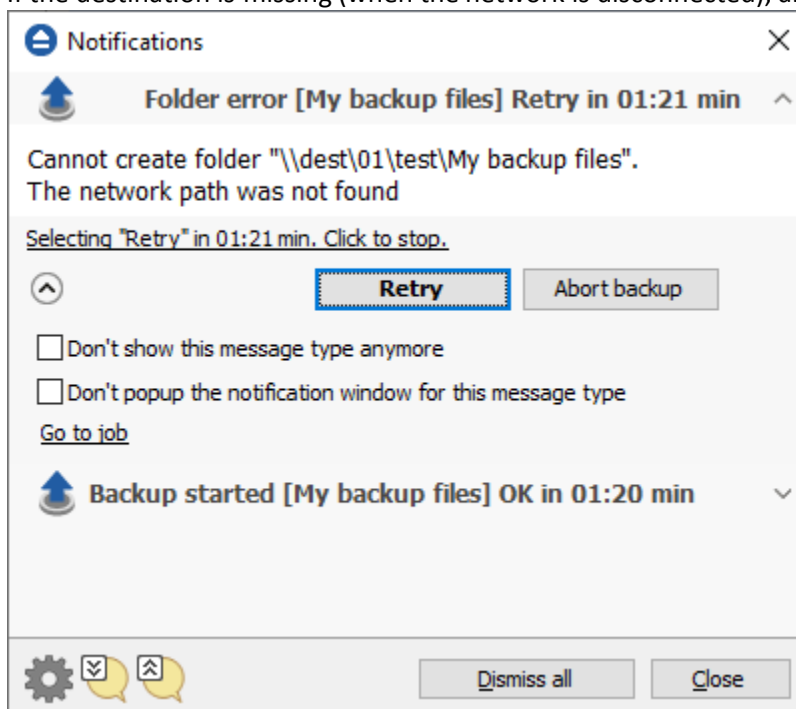 if the destination is missing (when the network is disconnected), a
Notifications
Folder error [My backup files] Retry in 01:21 min
Cannot create folder "\\dest\01\test\My backup files".
The network path was not found
Selecting "Retry" in 01:21 min. Click to stop.
Retry
Abort backup
Don't show this message type anymore
Don't popup the notification window for this message type
Go to job
Backup started [My backup files] OK in 01:20 min
Dismiss all
Close